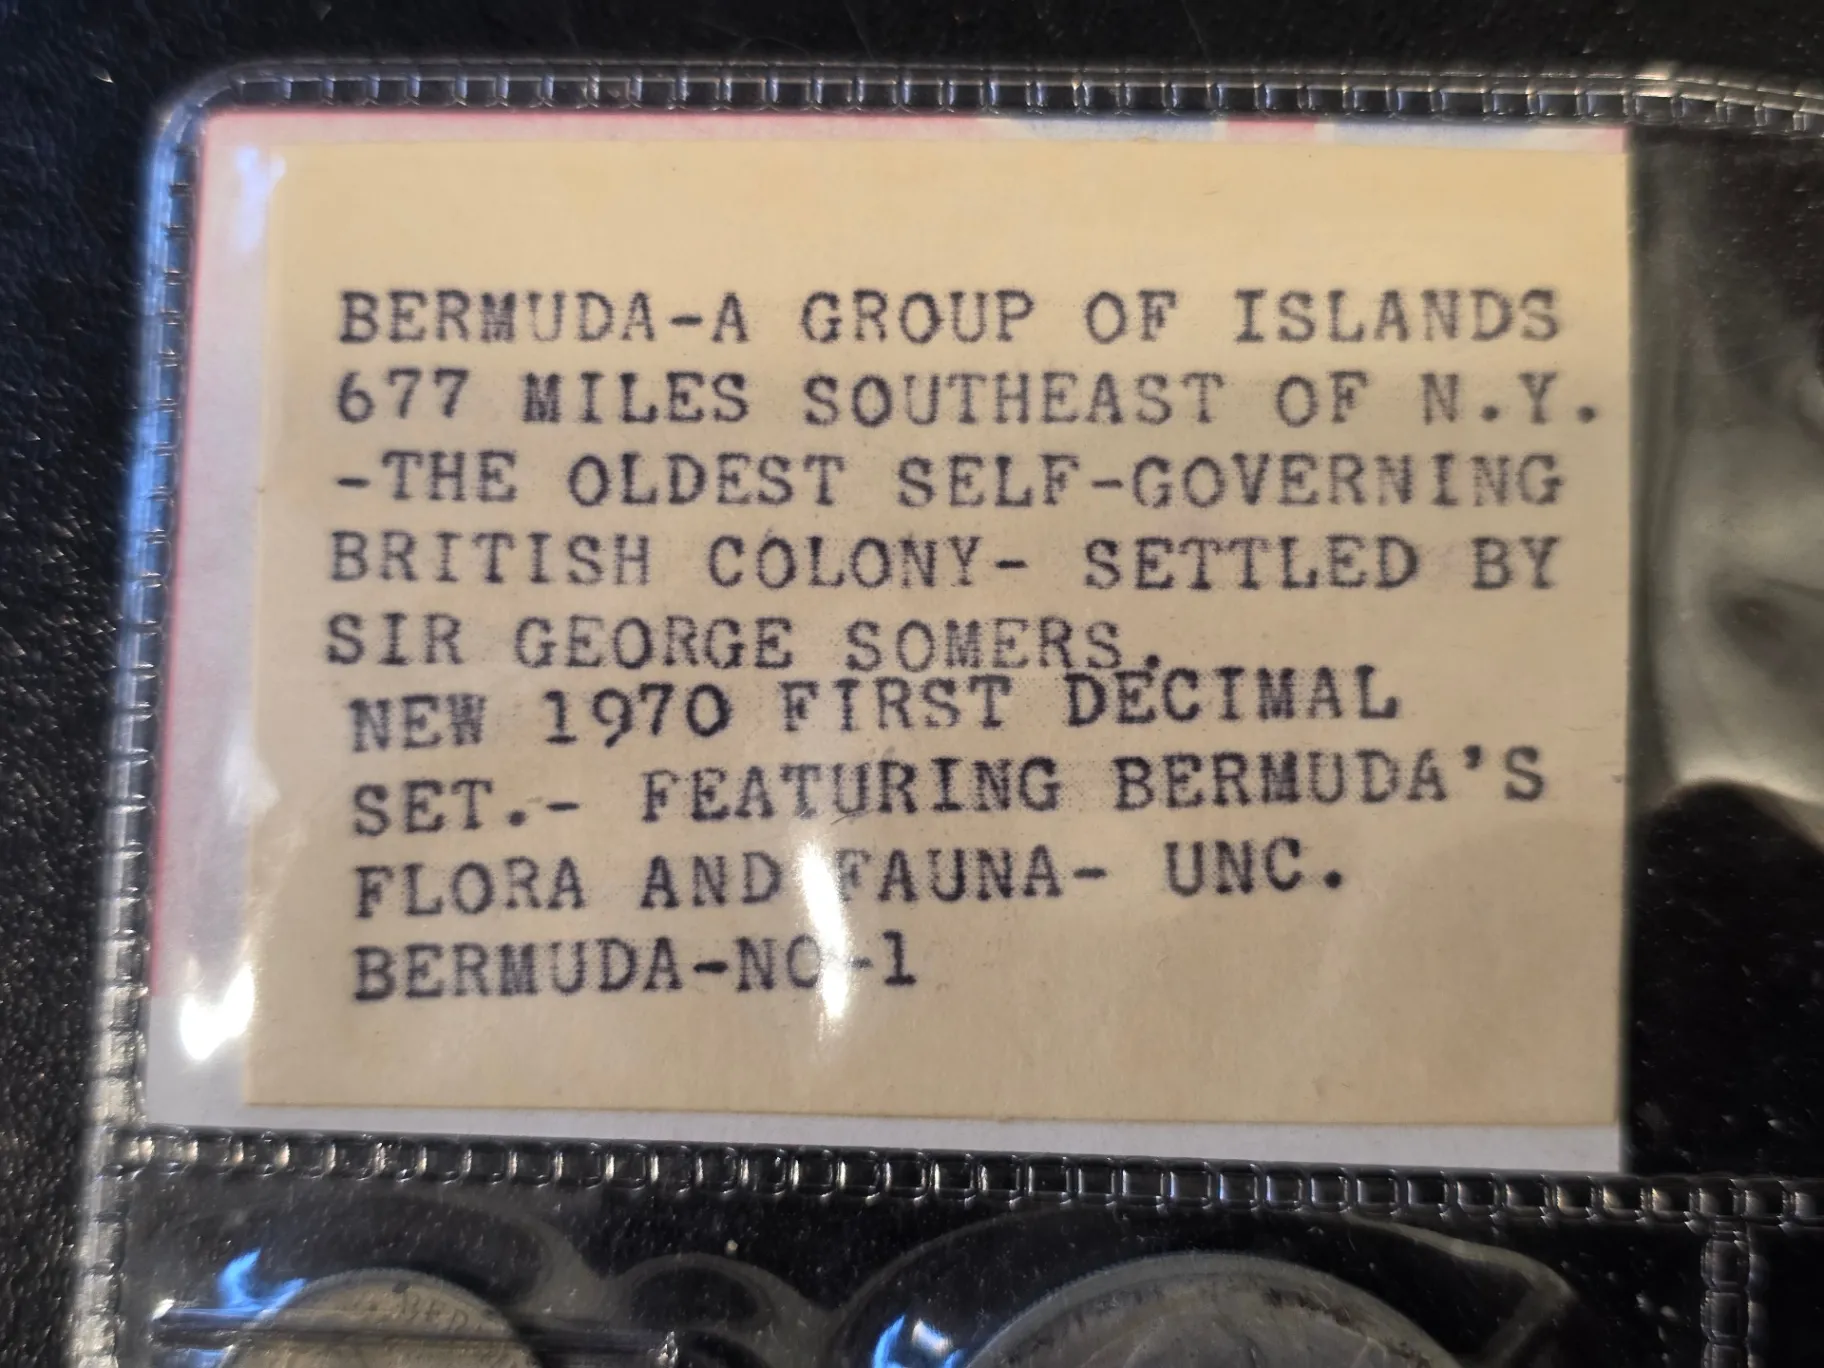 BERMUDA-A GROUP OF ISLANDS
677 MILES SOUTHEAST OF N.Y.
-THE OLDEST SELF-GOVERNING
BRITISH COLONY- SETTLED BY
SIR GEORGE SOMERS.
NEW 1970 FIRST DECIMAL
SET.- FEATURING BERMUDA'S
FLORA AND FAUNA- UNC.
BERMUDA-NO-1